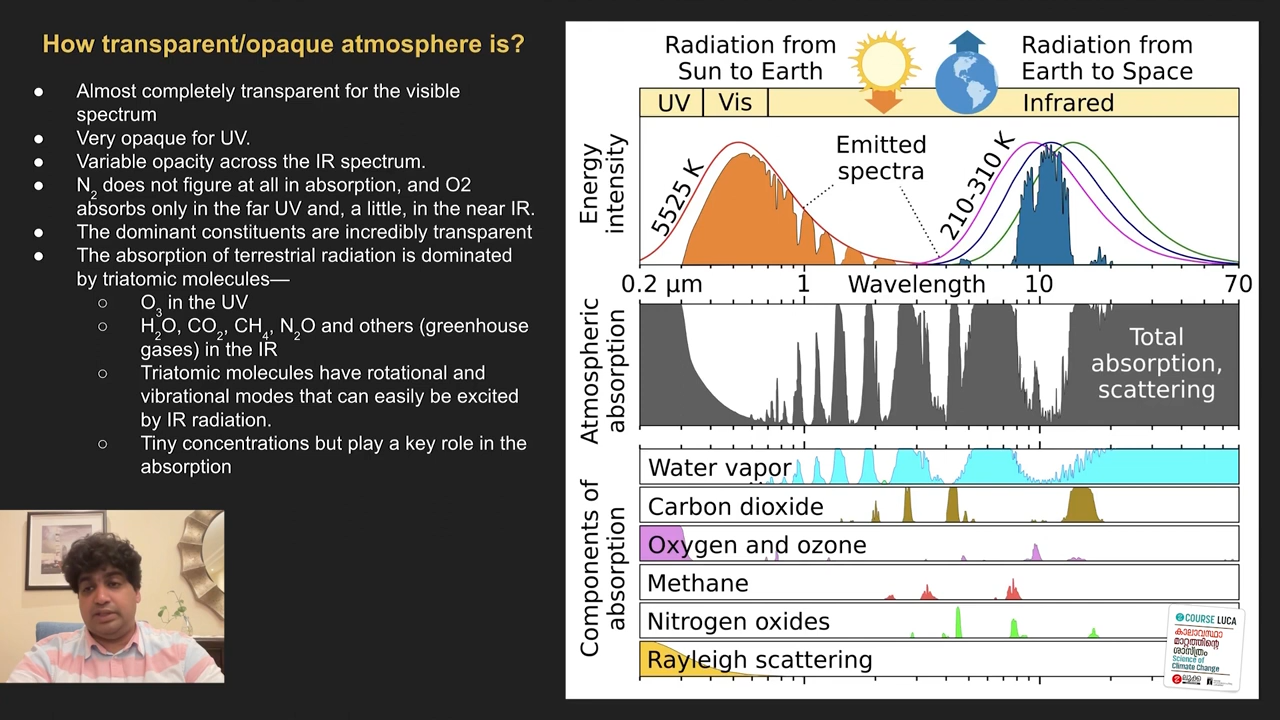 How transparent/opaque atmosphere is?
● Almost completely transparent for the visible
spectrum
● Very opaque for UV.
● Variable opacity across the IR spectrum.
● N2 does not figure at all in absorption, and O2
absorbs only in the far UV and, a little, in the near IR.
● The dominant constituents are incredibly transparent
● The absorption of terrestrial radiation is dominated
by triatomic molecules—
○ O3 in the UV
○ H2O, CO2, CH4, N2O and others (greenhouse
gases) in the IR
○ Triatomic molecules have rotational and
vibrational modes that can easily be excited
by IR radiation.
○ Tiny concentrations but play a key role in the
absorption
Radiation from
Sun to Earth
Radiation from
Earth to Space
UV Vis Infrared
Energy
intensity
5525 K
Emitted
spectra
210-310 K
0.2 µm 1 Wavelength 10 70
Atmospheric
absorption
Total
absorption,
scattering
Components of
absorption
Water vapor
Carbon dioxide
Oxygen and ozone
Methane
Nitrogen oxides
Rayleigh scattering
COURSE LUCA
കാലാവസ്ഥാ
മാറ്റത്തിന്റെ
ശാസ്ത്രം
Science of
Climate Change
ലൂക്ക